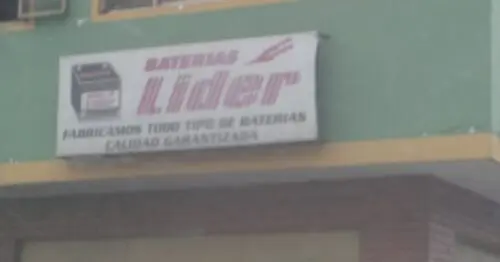 BATERIAS
Lider
FABRICAMOS TODO TIPO DE BATERIAS
CALIDAD GARANTIZADA